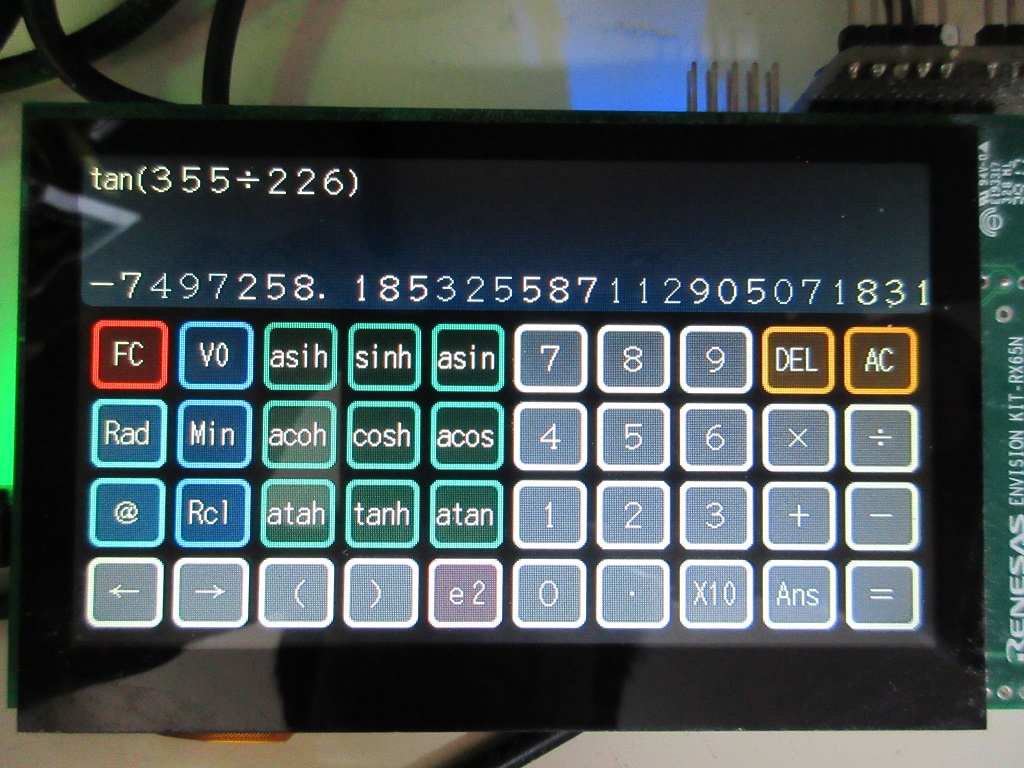 tan(355÷226)
-7497258. 185325587112905071831
FC V0 asih sinh asin 7 8 9 DEL AC
Rad Min acoh cosh acos 4 5 6 × ÷
@ Rcl atah tanh atan 1 2 3 + −
← → ( ) e2 0 · X10 Ans =
RENESAS ENVISION KIT-RX65N
94V-0